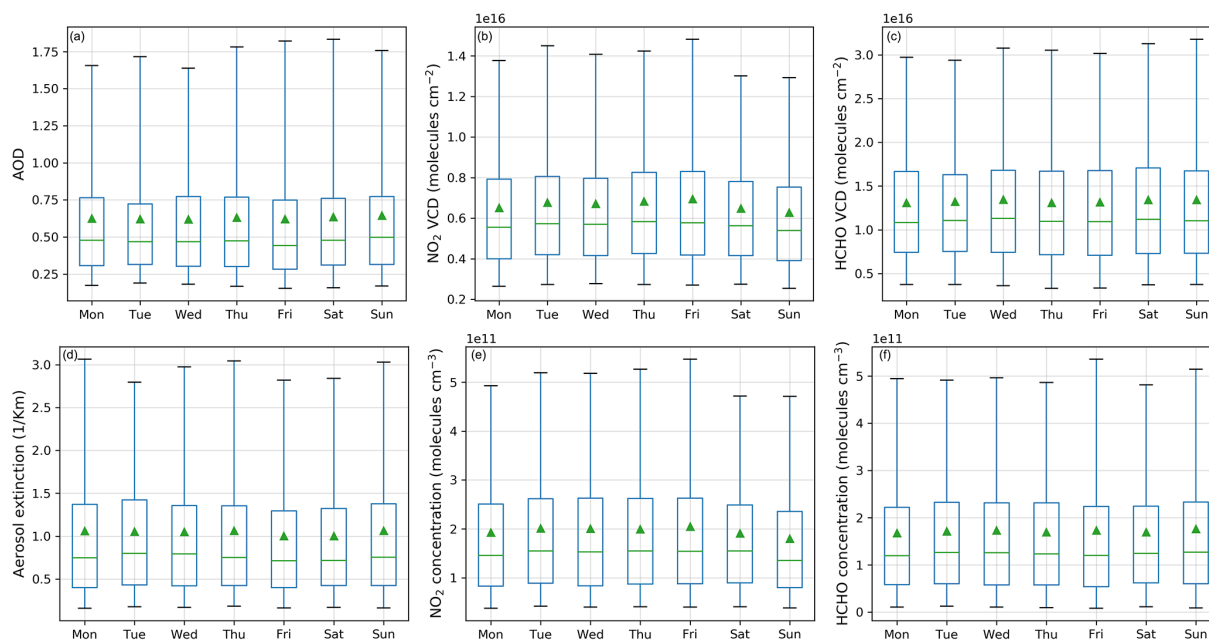 (a)
AOD
1.75
1.50
1.25
1.00
0.75
0.50
0.25
Mon Tue Wed Thu Fri Sat Sun
1e16
(b)
NO₂ VCD (molecules cm⁻²)
1.4
1.2
1.0
0.8
0.6
0.4
0.2
Mon Tue Wed Thu Fri Sat Sun
1e16
(c)
HCHO VCD (molecules cm⁻²)
3.0
2.5
2.0
1.5
1.0
0.5
Mon Tue Wed Thu Fri Sat Sun
(d)
Aerosol extinction (1/Km)
3.0
2.5
2.0
1.5
1.0
0.5
Mon Tue Wed Thu Fri Sat Sun
1e11
(e)
NO₂ concentration (molecules cm⁻³)
5
4
3
2
1
Mon Tue Wed Thu Fri Sat Sun
1e11
(f)
HCHO concentration (molecules cm⁻³)
5
4
3
2
1
0
Mon Tue Wed Thu Fri Sat Sun